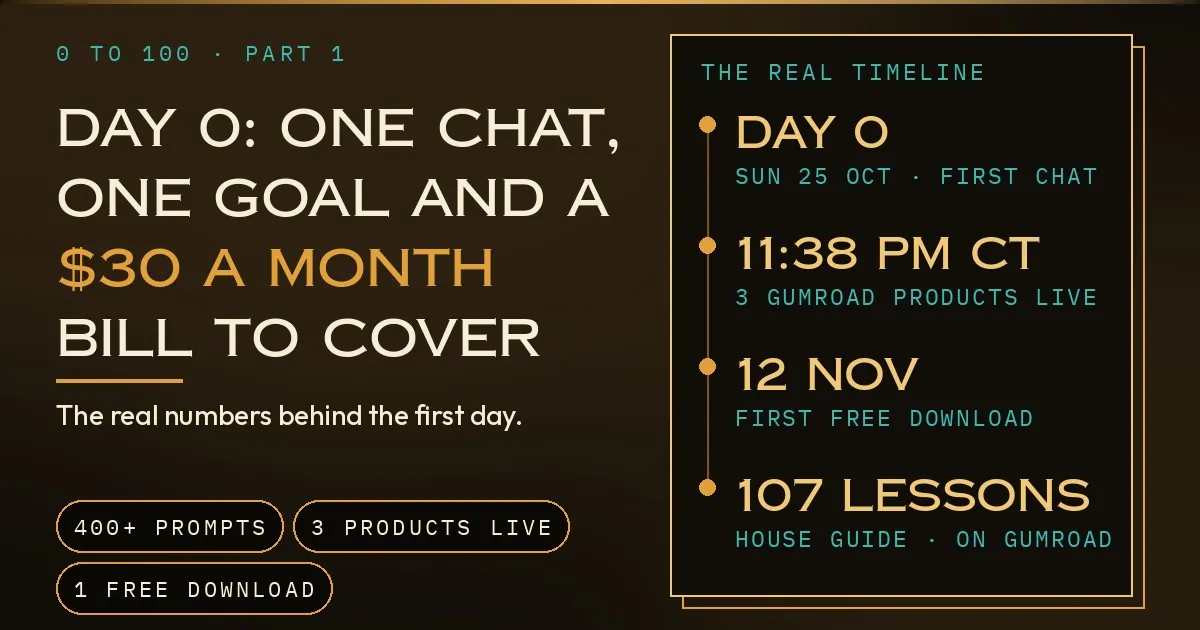 0 TO 100 · PART 1
DAY 0: ONE CHAT,
ONE GOAL AND A
$30 A MONTH
BILL TO COVER
The real numbers behind the first day.
400+ PROMPTS
3 PRODUCTS LIVE
1 FREE DOWNLOAD
THE REAL TIMELINE
DAY 0
SUN 25 OCT · FIRST CHAT
11:38 PM CT
3 GUMROAD PRODUCTS LIVE
12 NOV
FIRST FREE DOWNLOAD
107 LESSONS
HOUSE GUIDE · ON GUMROAD